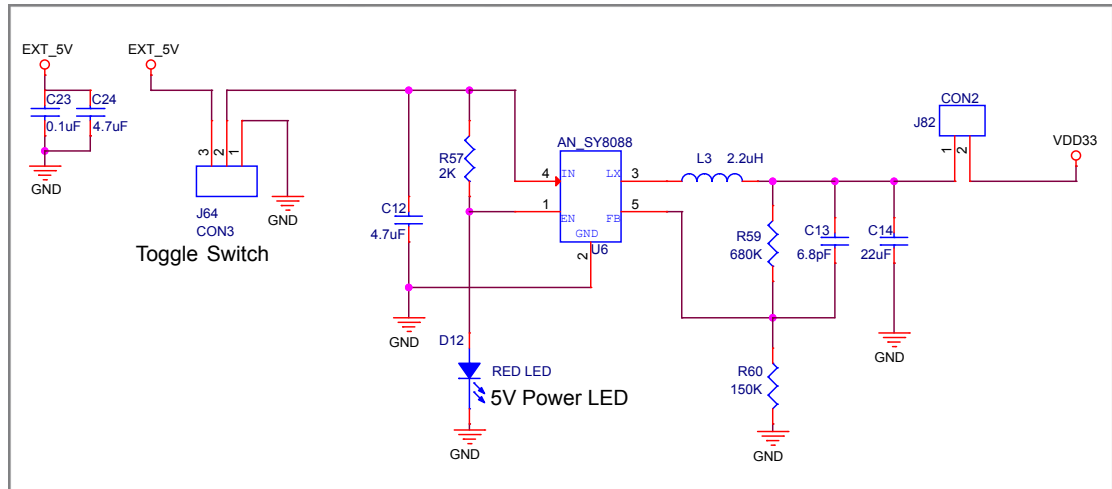 EXT_5V
EXT_5V
C23
C24
0.1uF
4.7uF
GND
3
2
1
GND
J64
CON3
Toggle Switch
R57
2K
C12
4.7uF
GND
AN_SY8088
4
IN
LX
3
1
EN
FB
5
GND
2
U6
L3
2.2uH
R59
680K
C13
6.8pF
C14
22uF
GND
CON2
J82
1
2
VDD33
D12
RED LED
5V Power LED
GND
R60
150K
GND